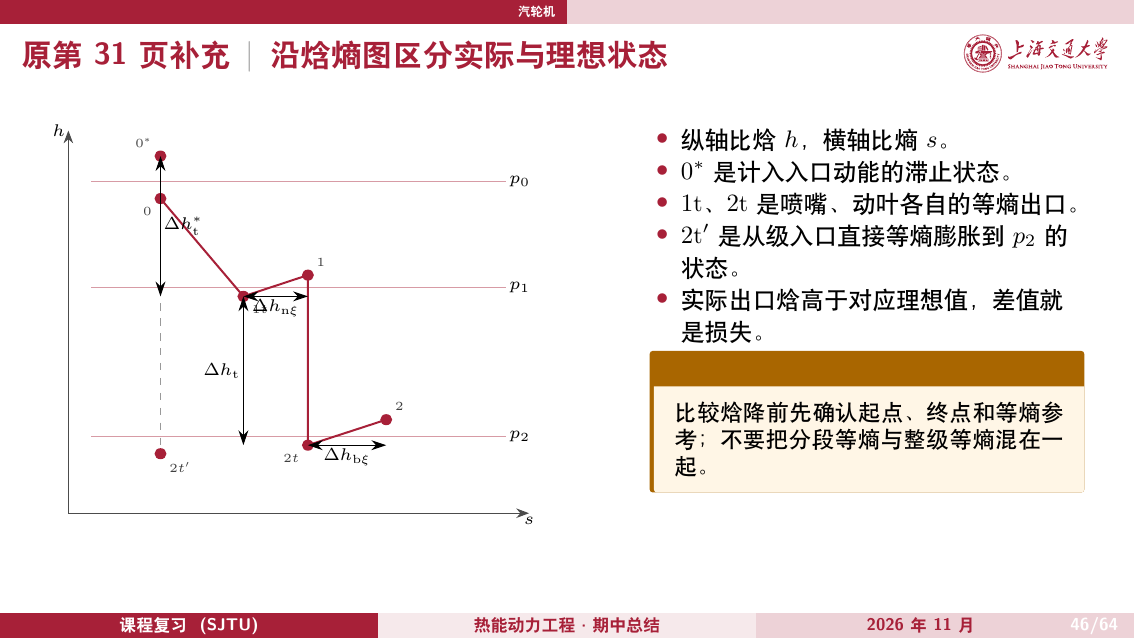 汽轮机
原第 31 页补充 | 沿焓熵图区分实际与理想状态
上海交通大学
SHANGHAI JIAO TONG UNIVERSITY
h
0*
p0
0
Δht*
1
p1
Δhnξ
Δht
2
p2
2t
Δhbξ
2t′
s
纵轴比焓 h，横轴比熵 s。
0* 是计入入口动能的滞止状态。
1t、2t 是喷嘴、动叶各自的等熵出口。
2t′ 是从级入口直接等熵膨胀到 p2 的
状态。
实际出口焓高于对应理想值，差值就
是损失。
比较焓降前先确认起点、终点和等熵参
考；不要把分段等熵与整级等熵混在一
起。
课程复习 (SJTU)
热能动力工程 · 期中总结
2026 年 11 月
46/64